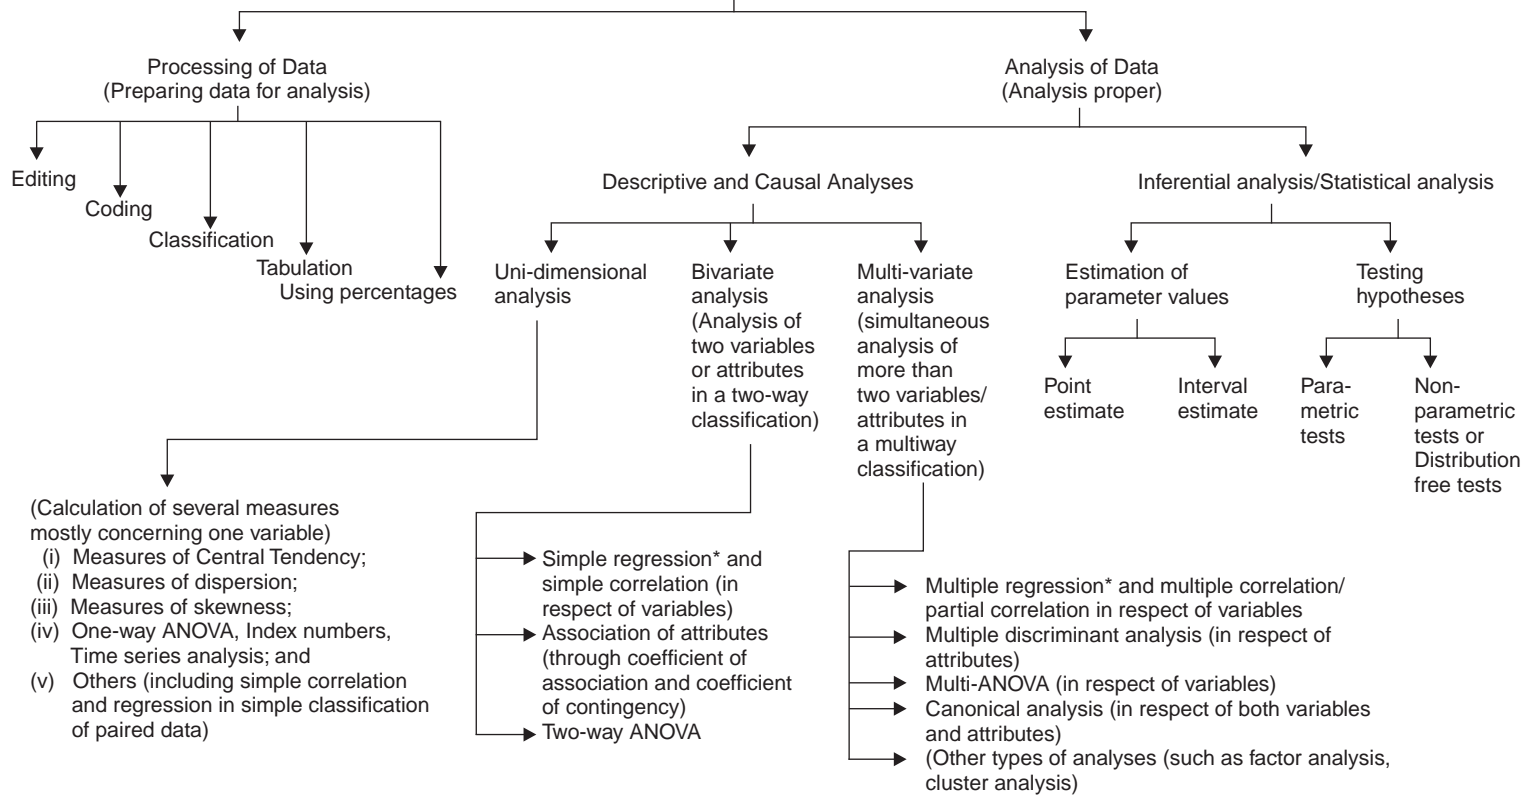 Processing of Data
(Preparing data for analysis)
Analysis of Data
(Analysis proper)
Editing
Coding
Classification
Tabulation
Using percentages
Descriptive and Causal Analyses
Inferential analysis/Statistical analysis
Uni-dimensional
analysis
Bivariate
analysis
(Analysis of
two variables
or attributes
in a two-way
classification)
Multi-variate
analysis
(simultaneous
analysis of
more than
two variables/
attributes in
a multiway
classification)
Estimation of
parameter values
Testing
hypotheses
Point
estimate
Interval
estimate
Para-
metric
tests
Non-
parametric
tests or
Distribution
free tests
(Calculation of several measures
mostly concerning one variable)
(i) Measures of Central Tendency;
(ii) Measures of dispersion;
(iii) Measures of skewness;
(iv) One-way ANOVA, Index numbers,
Time series analysis; and
(v) Others (including simple correlation
and regression in simple classification
of paired data)
Simple regression* and
simple correlation (in
respect of variables)
Association of attributes
(through coefficient of
association and coefficient
of contingency)
Two-way ANOVA
Multiple regression* and multiple correlation/
partial correlation in respect of variables
Multiple discriminant analysis (in respect of
attributes)
Multi-ANOVA (in respect of variables)
Canonical analysis (in respect of both variables
and attributes)
(Other types of analyses (such as factor analysis,
cluster analysis)